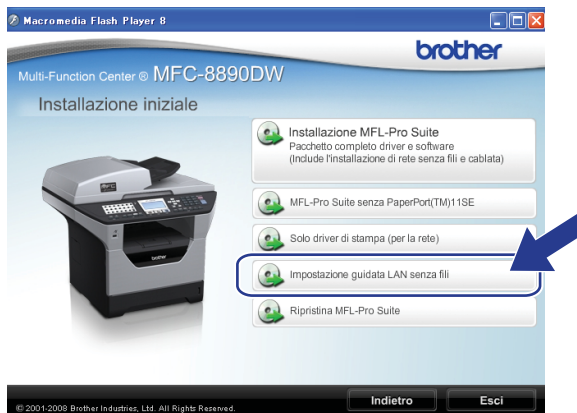 Macromedia Flash Player 8
brother
Multi-Function Center ® MFC-8890DW
Installazione iniziale
Installazione MFL-Pro Suite
Pacchetto completo driver e software
(Include l'installazione di rete senza fili e cablata)
MFL-Pro Suite senza PaperPort(TM)11SE
Solo driver di stampa (per la rete)
Impostazione guidata LAN senza fili
Ripristina MFL-Pro Suite
MFC
brother
© 2001-2008 Brother Industries, Ltd. All Rights Reserved.
Indietro
Esci